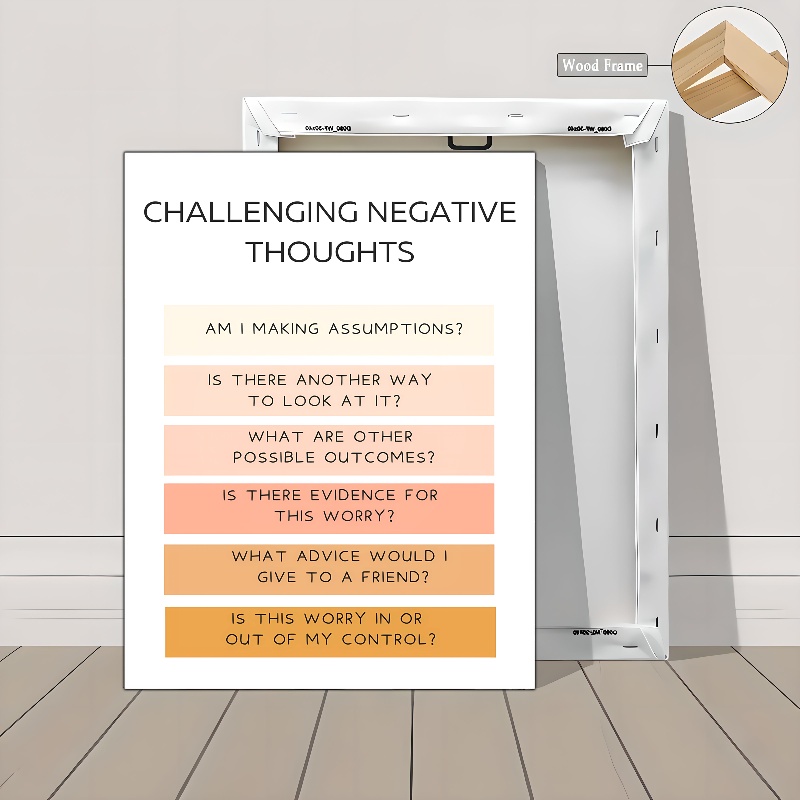 Wood Frame
CHALLENGING NEGATIVE
THOUGHTS
AM I MAKING ASSUMPTIONS?
IS THERE ANOTHER WAY
TO LOOK AT IT?
WHAT ARE OTHER
POSSIBLE OUTCOMES?
IS THERE EVIDENCE FOR
THIS WORRY?
WHAT ADVICE WOULD I
GIVE TO A FRIEND?
IS THIS WORRY IN OR
OUT OF MY CONTROL?